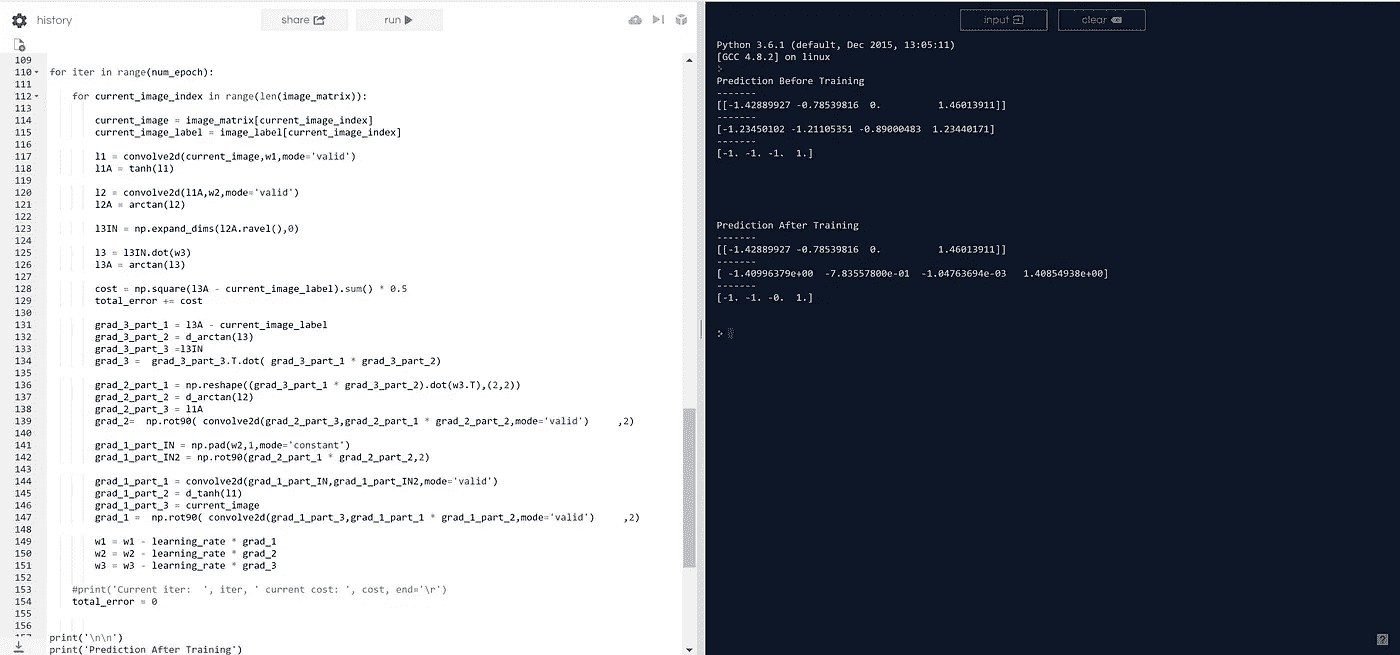 history
share
run
109
110 for iter in range(num_epoch):
111
112 for current_image_index in range(len(image_matrix)):
113
114 current_image = image_matrix[current_image_index]
115 current_image_label = image_label[current_image_index]
116
117 l1 = convolve2d(current_image,w1,mode='valid')
118 l1A = tanh(l1)
119
120 l2 = convolve2d(l1A,w2,mode='valid')
121 l2A = arctan(l2)
122
123 l3IN = np.expand_dims(l2A.ravel(),0)
124
125 l3 = l3IN.dot(w3)
126 l3A = arctan(l3)
127
128 cost = np.square(l3A - current_image_label).sum() * 0.5
129 total_error += cost
130
131 grad_3_part_1 = l3A - current_image_label
132 grad_3_part_2 = d_arctan(l3)
133 grad_3_part_3 =l3IN
134 grad_3 =  grad_3_part_3.T.dot( grad_3_part_1 * grad_3_part_2)
135
136 grad_2_part_1 = np.reshape((grad_3_part_1 * grad_3_part_2).dot(w3.T),(2,2))
137 grad_2_part_2 = d_arctan(l2)
138 grad_2_part_3 = l1A
139 grad_2=  np.rot90( convolve2d(grad_2_part_3,grad_2_part_1 * grad_2_part_2,mode='valid')     ,2)
140
141 grad_1_part_IN = np.pad(w2,1,mode='constant')
142 grad_1_part_IN2 = np.rot90(grad_2_part_1 * grad_2_part_2,2)
143
144 grad_1_part_1 = convolve2d(grad_1_part_IN,grad_1_part_IN2,mode='valid')
145 grad_1_part_2 = d_tanh(l1)
146 grad_1_part_3 = current_image
147 grad_1 =  np.rot90( convolve2d(grad_1_part_3,grad_1_part_1 * grad_1_part_2,mode='valid')     ,2)
148
149 w1 = w1 - learning_rate * grad_1
150 w2 = w2 - learning_rate * grad_2
151 w3 = w3 - learning_rate * grad_3
152
153 #print('Current iter:  ', iter, ' current cost: ', cost, end='\r')
154 total_error = 0
155
156
157 print('\n\n')
print('Prediction After Training')
input
clear
Python 3.6.1 (default, Dec 2015, 13:05:11)
[GCC 4.8.2] on linux
>
Prediction Before Training
-------
[[-1.42889927 -0.78539816  0.          1.46013911]]
-------
[-1.23450102 -1.21105351 -0.89000483  1.23440171]
-------
[-1. -1. -1.  1.]
Prediction After Training
-------
[[-1.42889927 -0.78539816  0.          1.46013911]]
-------
[ -1.40996379e+00  -7.83557800e-01  -1.04763694e-03   1.40854938e+00]
-------
[-1. -1. -0.  1.]
>
?